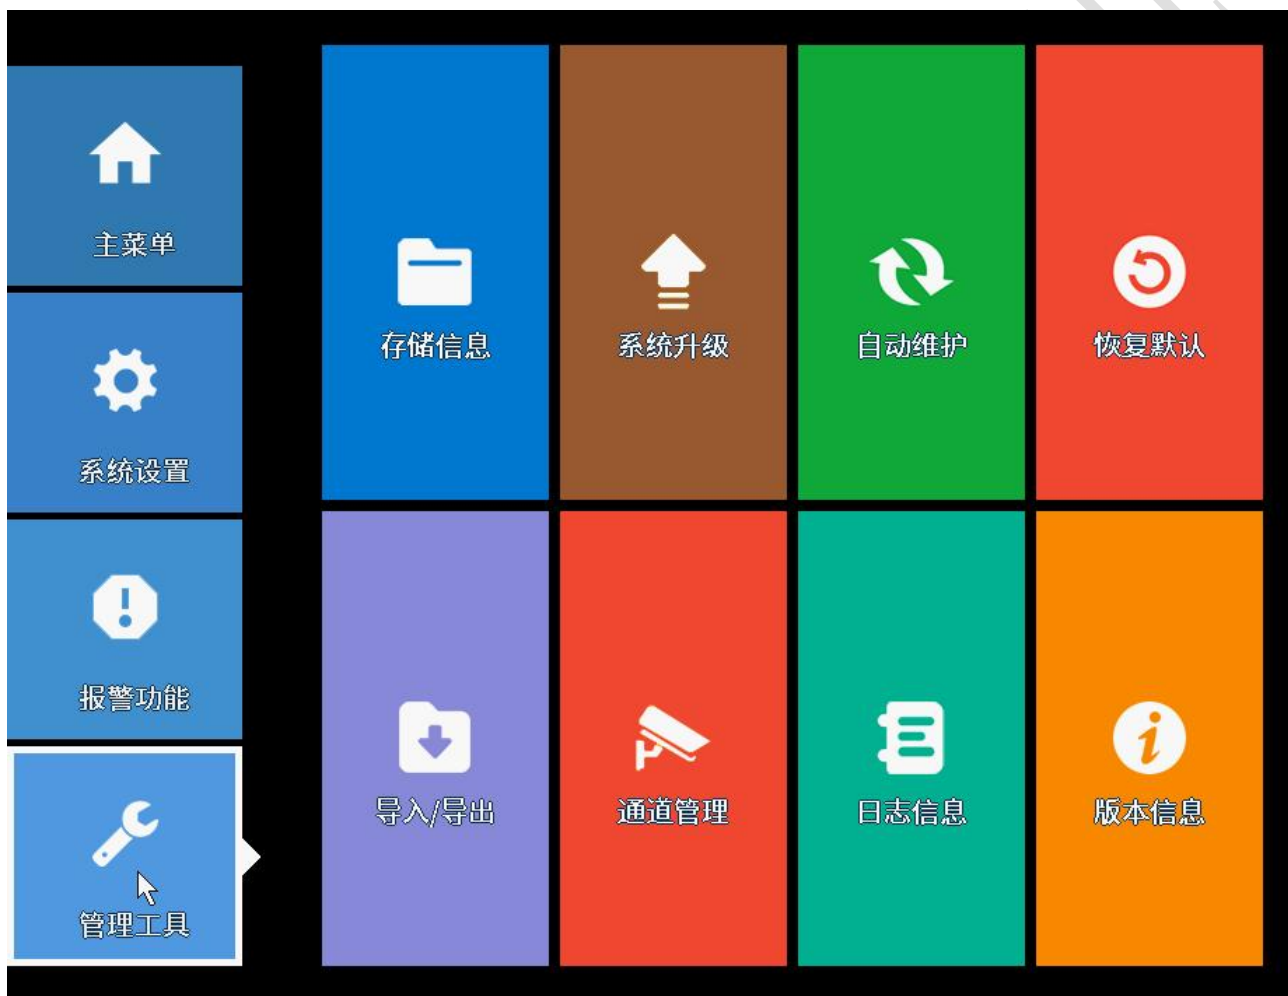 主菜单
系统设置
报警功能
管理工具
存储信息
系统升级
自动维护
恢复默认
导入/导出
通道管理
日志信息
版本信息